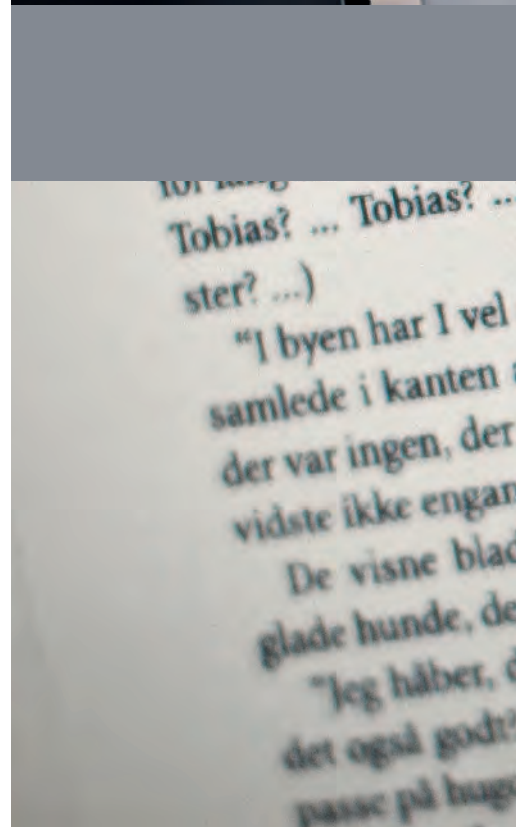 Tobias? ... Tobias? ..
ster? ...)
"I byen har I vel
samlede i kanten
der var ingen, der
vidste ikke engan
De visne blad
glade hunde, de
"Jeg håber, d
det også godt?
passe på hugo